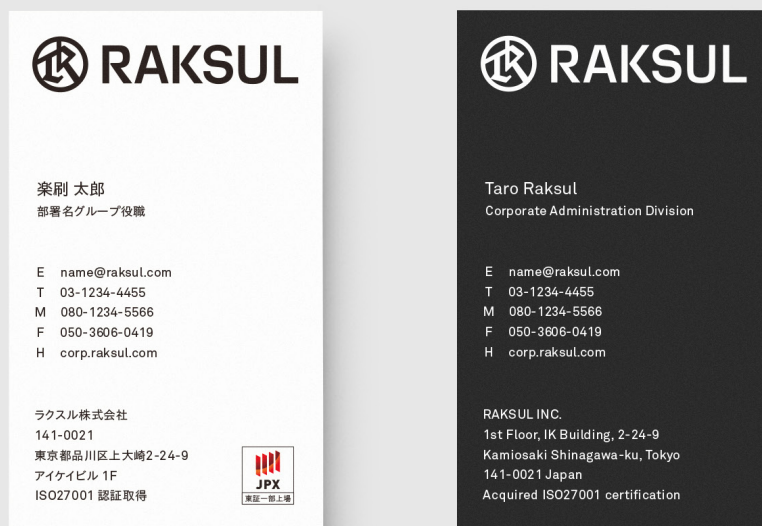 RAKSUL
楽刷 太郎
部署名グループ役職
E name@raksul.com
T 03-1234-4455
M 080-1234-5566
F 050-3606-0419
H corp.raksul.com
ラクスル株式会社
141-0021
東京都品川区上大崎2-24-9
アイケイビル 1F
ISO27001 認証取得
JPX
東証一部上場
RAKSUL
Taro Raksul
Corporate Administration Division
E name@raksul.com
T 03-1234-4455
M 080-1234-5566
F 050-3606-0419
H corp.raksul.com
RAKSUL INC.
1st Floor, IK Building, 2-24-9
Kamiosaki Shinagawa-ku, Tokyo
141-0021 Japan
Acquired ISO27001 certification